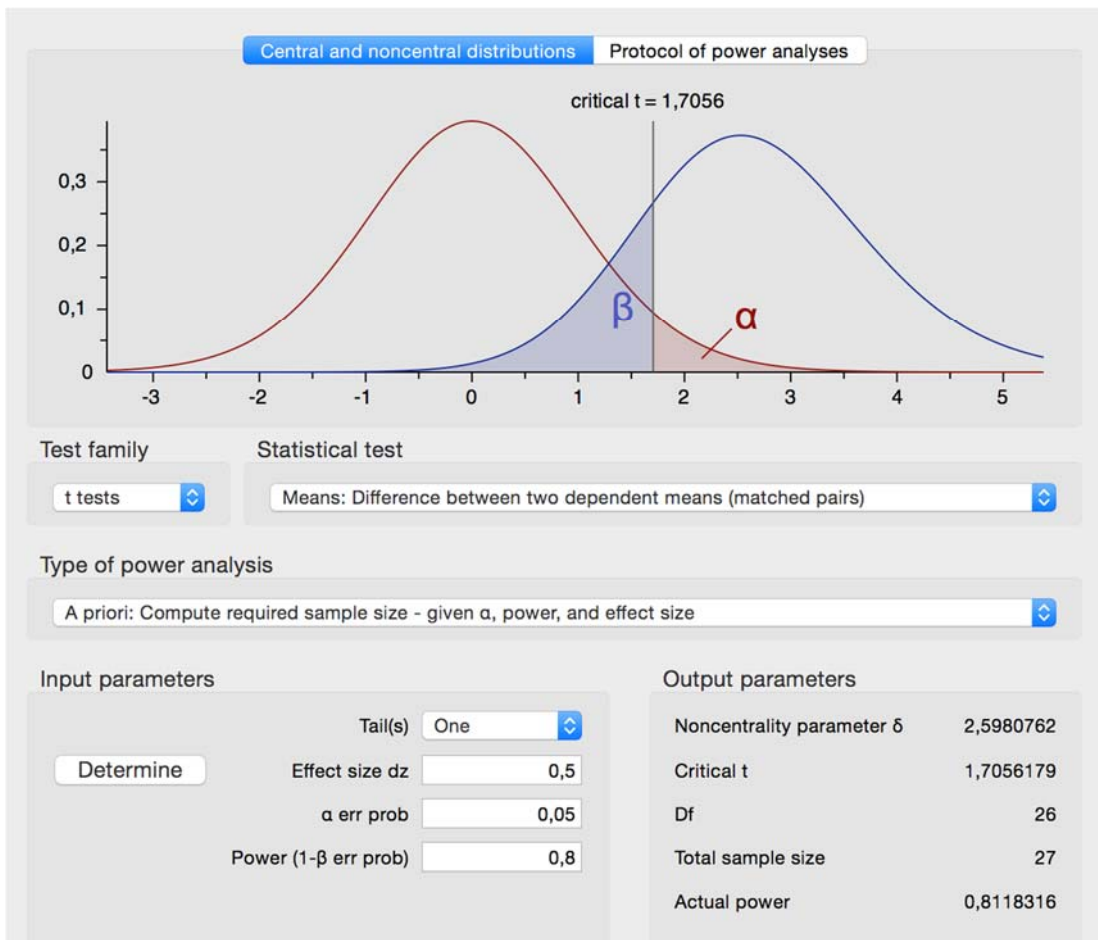 Central and noncentral distributions Protocol of power analyses
critical t = 1,7056
0,3
0,2
0,1
0
β
α
-3 -2 -1 0 1 2 3 4 5
Test family Statistical test
t tests Means: Difference between two dependent means (matched pairs)
Type of power analysis
A priori: Compute required sample size - given α, power, and effect size
Input parameters Output parameters
Tail(s) One Noncentrality parameter δ 2,5980762
Determine Effect size dz 0,5 Critical t 1,7056179
α err prob 0,05 Df 26
Power (1-β err prob) 0,8 Total sample size 27
Actual power 0,8118316